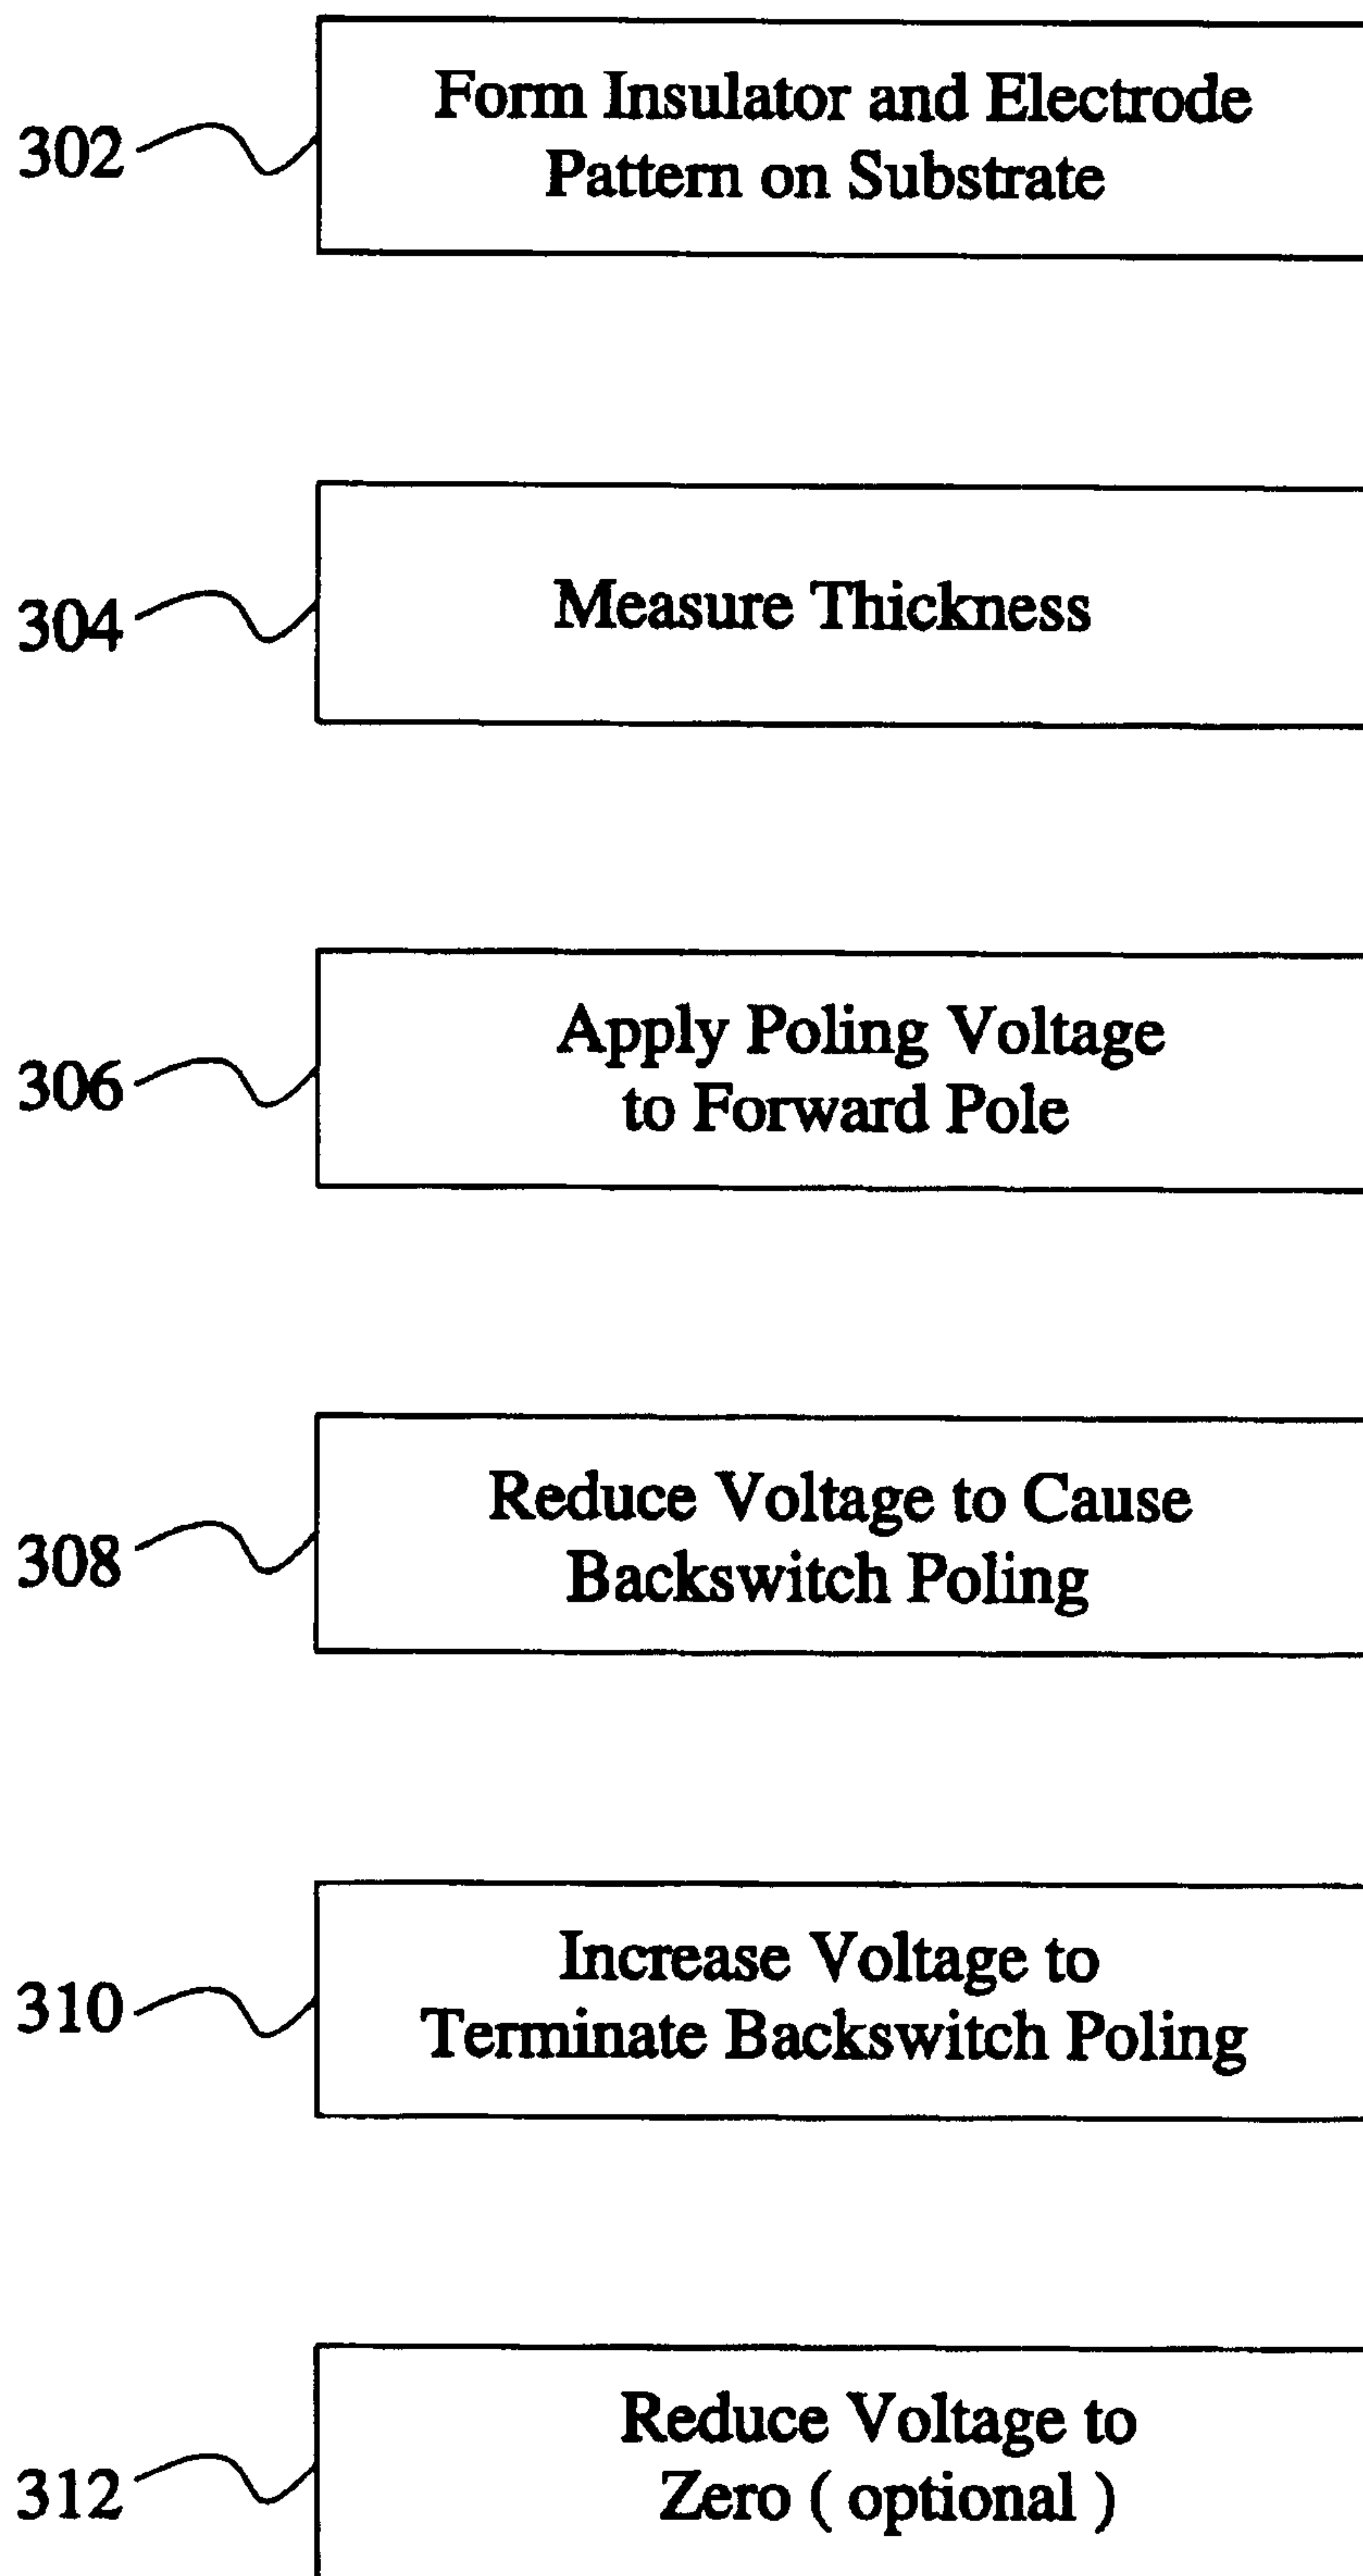 Form Insulator and Electrode
302
Pattern on Substrate
304
Measure Thickness
Apply Poling Voltage
306
to Forward Pole
Reduce Voltage to Cause
308
Backswitch Poling
Increase Voltage to
310
Terminate Backswitch Poling
Reduce Voltage to
312
Zero ( optional )